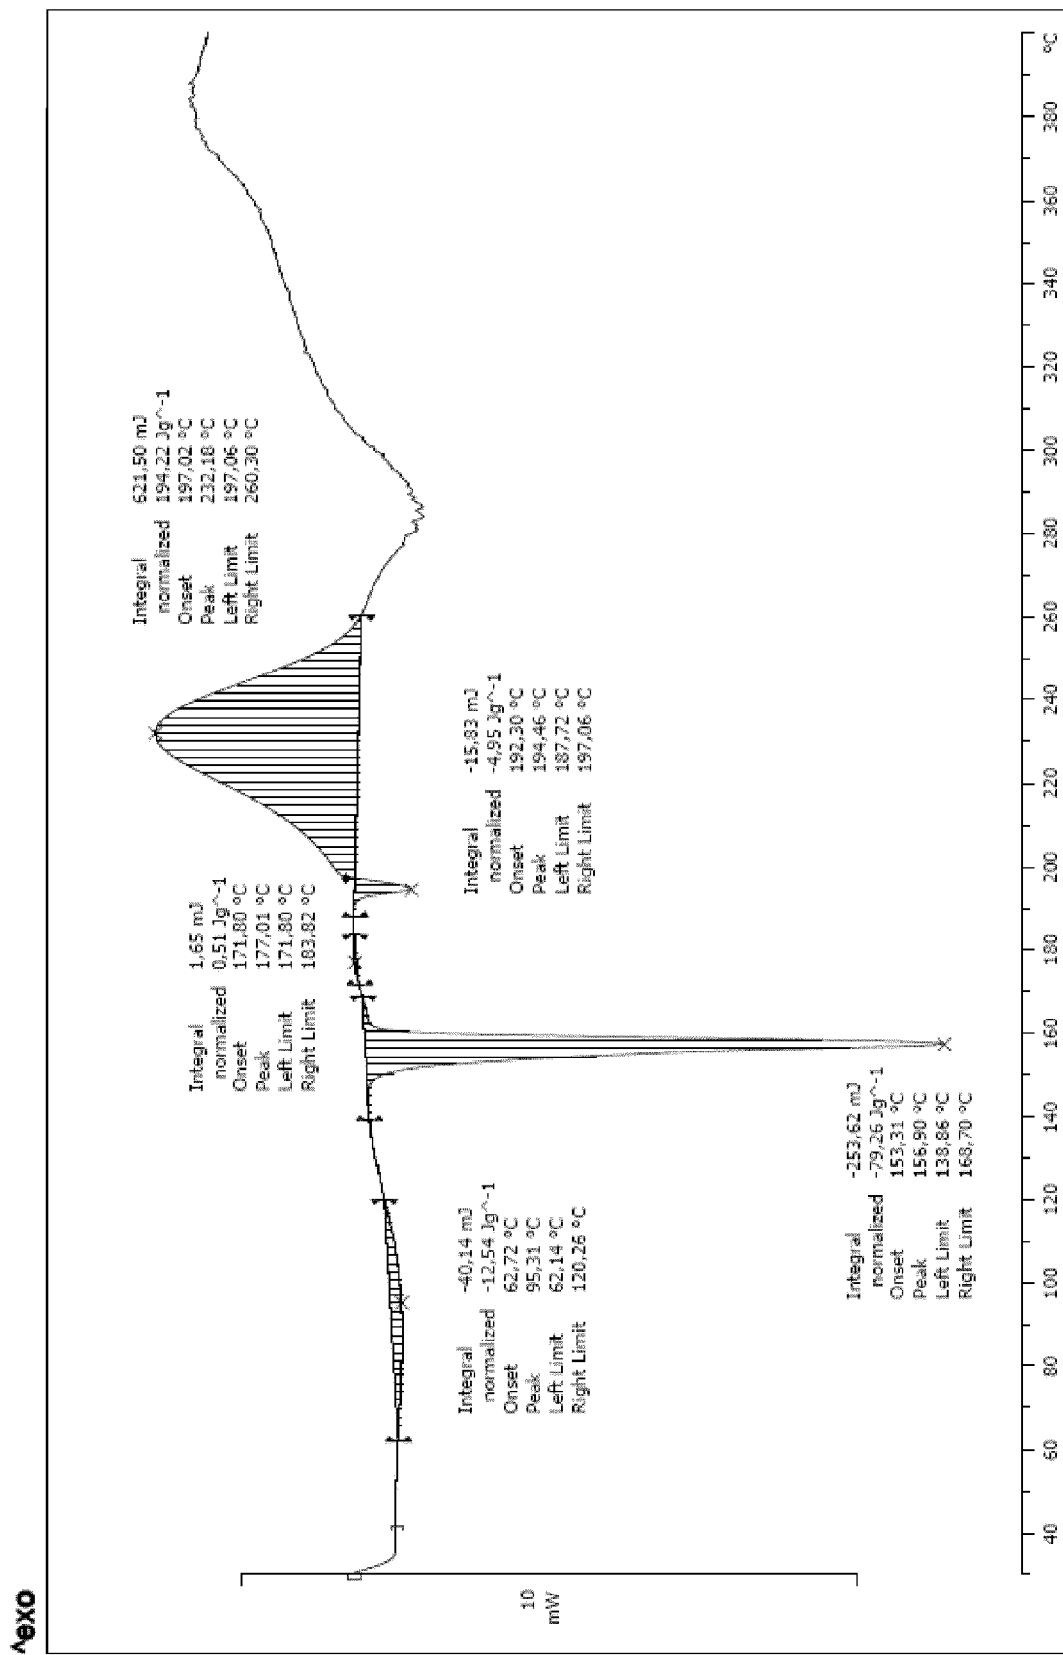 ^exo
Integral 621,50 mJ
normalized 194,22 Jg^-1
Onset 197,02 °C
Peak 232,18 °C
Left Limit 197,06 °C
Right Limit 260,30 °C
Integral 1,65 mJ
normalized 0,51 Jg^-1
Onset 171,80 °C
Peak 177,01 °C
Left Limit 171,80 °C
Right Limit 183,82 °C
Integral -40,14 mJ
normalized -12,54 Jg^-1
Onset 62,72 °C
Peak 95,31 °C
Left Limit 62,14 °C
Right Limit 120,26 °C
Integral -15,83 mJ
normalized -4,95 Jg^-1
Onset 192,30 °C
Peak 194,46 °C
Left Limit 187,72 °C
Right Limit 197,06 °C
10
mW
Integral -253,62 mJ
normalized -79,26 Jg^-1
Onset 153,31 °C
Peak 156,90 °C
Left Limit 138,86 °C
Right Limit 168,70 °C
40 60 80 100 120 140 160 180 200 220 240 260 280 300 320 340 360 380 °C